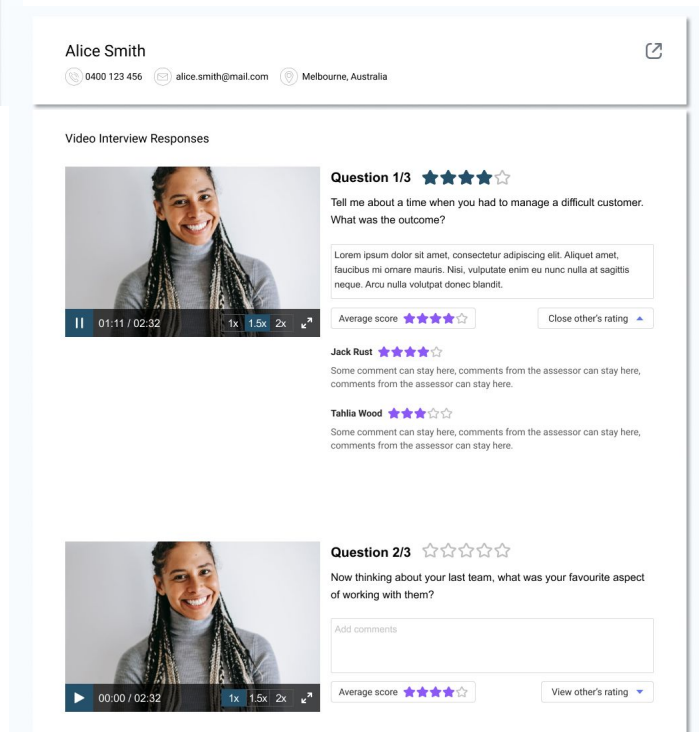 Alice Smith
0400 123 456 alice.smith@mail.com Melbourne, Australia
Video Interview Responses
01:11 / 02:32 1x 1.5x 2x
Question 1/3
Tell me about a time when you had to manage a difficult customer.
What was the outcome?
Lorem ipsum dolor sit amet, consectetur adipiscing elit. Aliquet amet,
faucibus mi ornare mauris. Nisi, vulputate enim eu nunc nulla at sagittis
neque. Arcu nulla volutpat donec blandit.
Average score Close other's rating
Jack Rust
Some comment can stay here, comments from the assessor can stay here,
comments from the assessor can stay here.
Tahlia Wood
Some comment can stay here, comments from the assessor can stay here,
comments from the assessor can stay here.
00:00 / 02:32 1x 1.5x 2x
Question 2/3
Now thinking about your last team, what was your favourite aspect
of working with them?
Add comments
Average score View other's rating